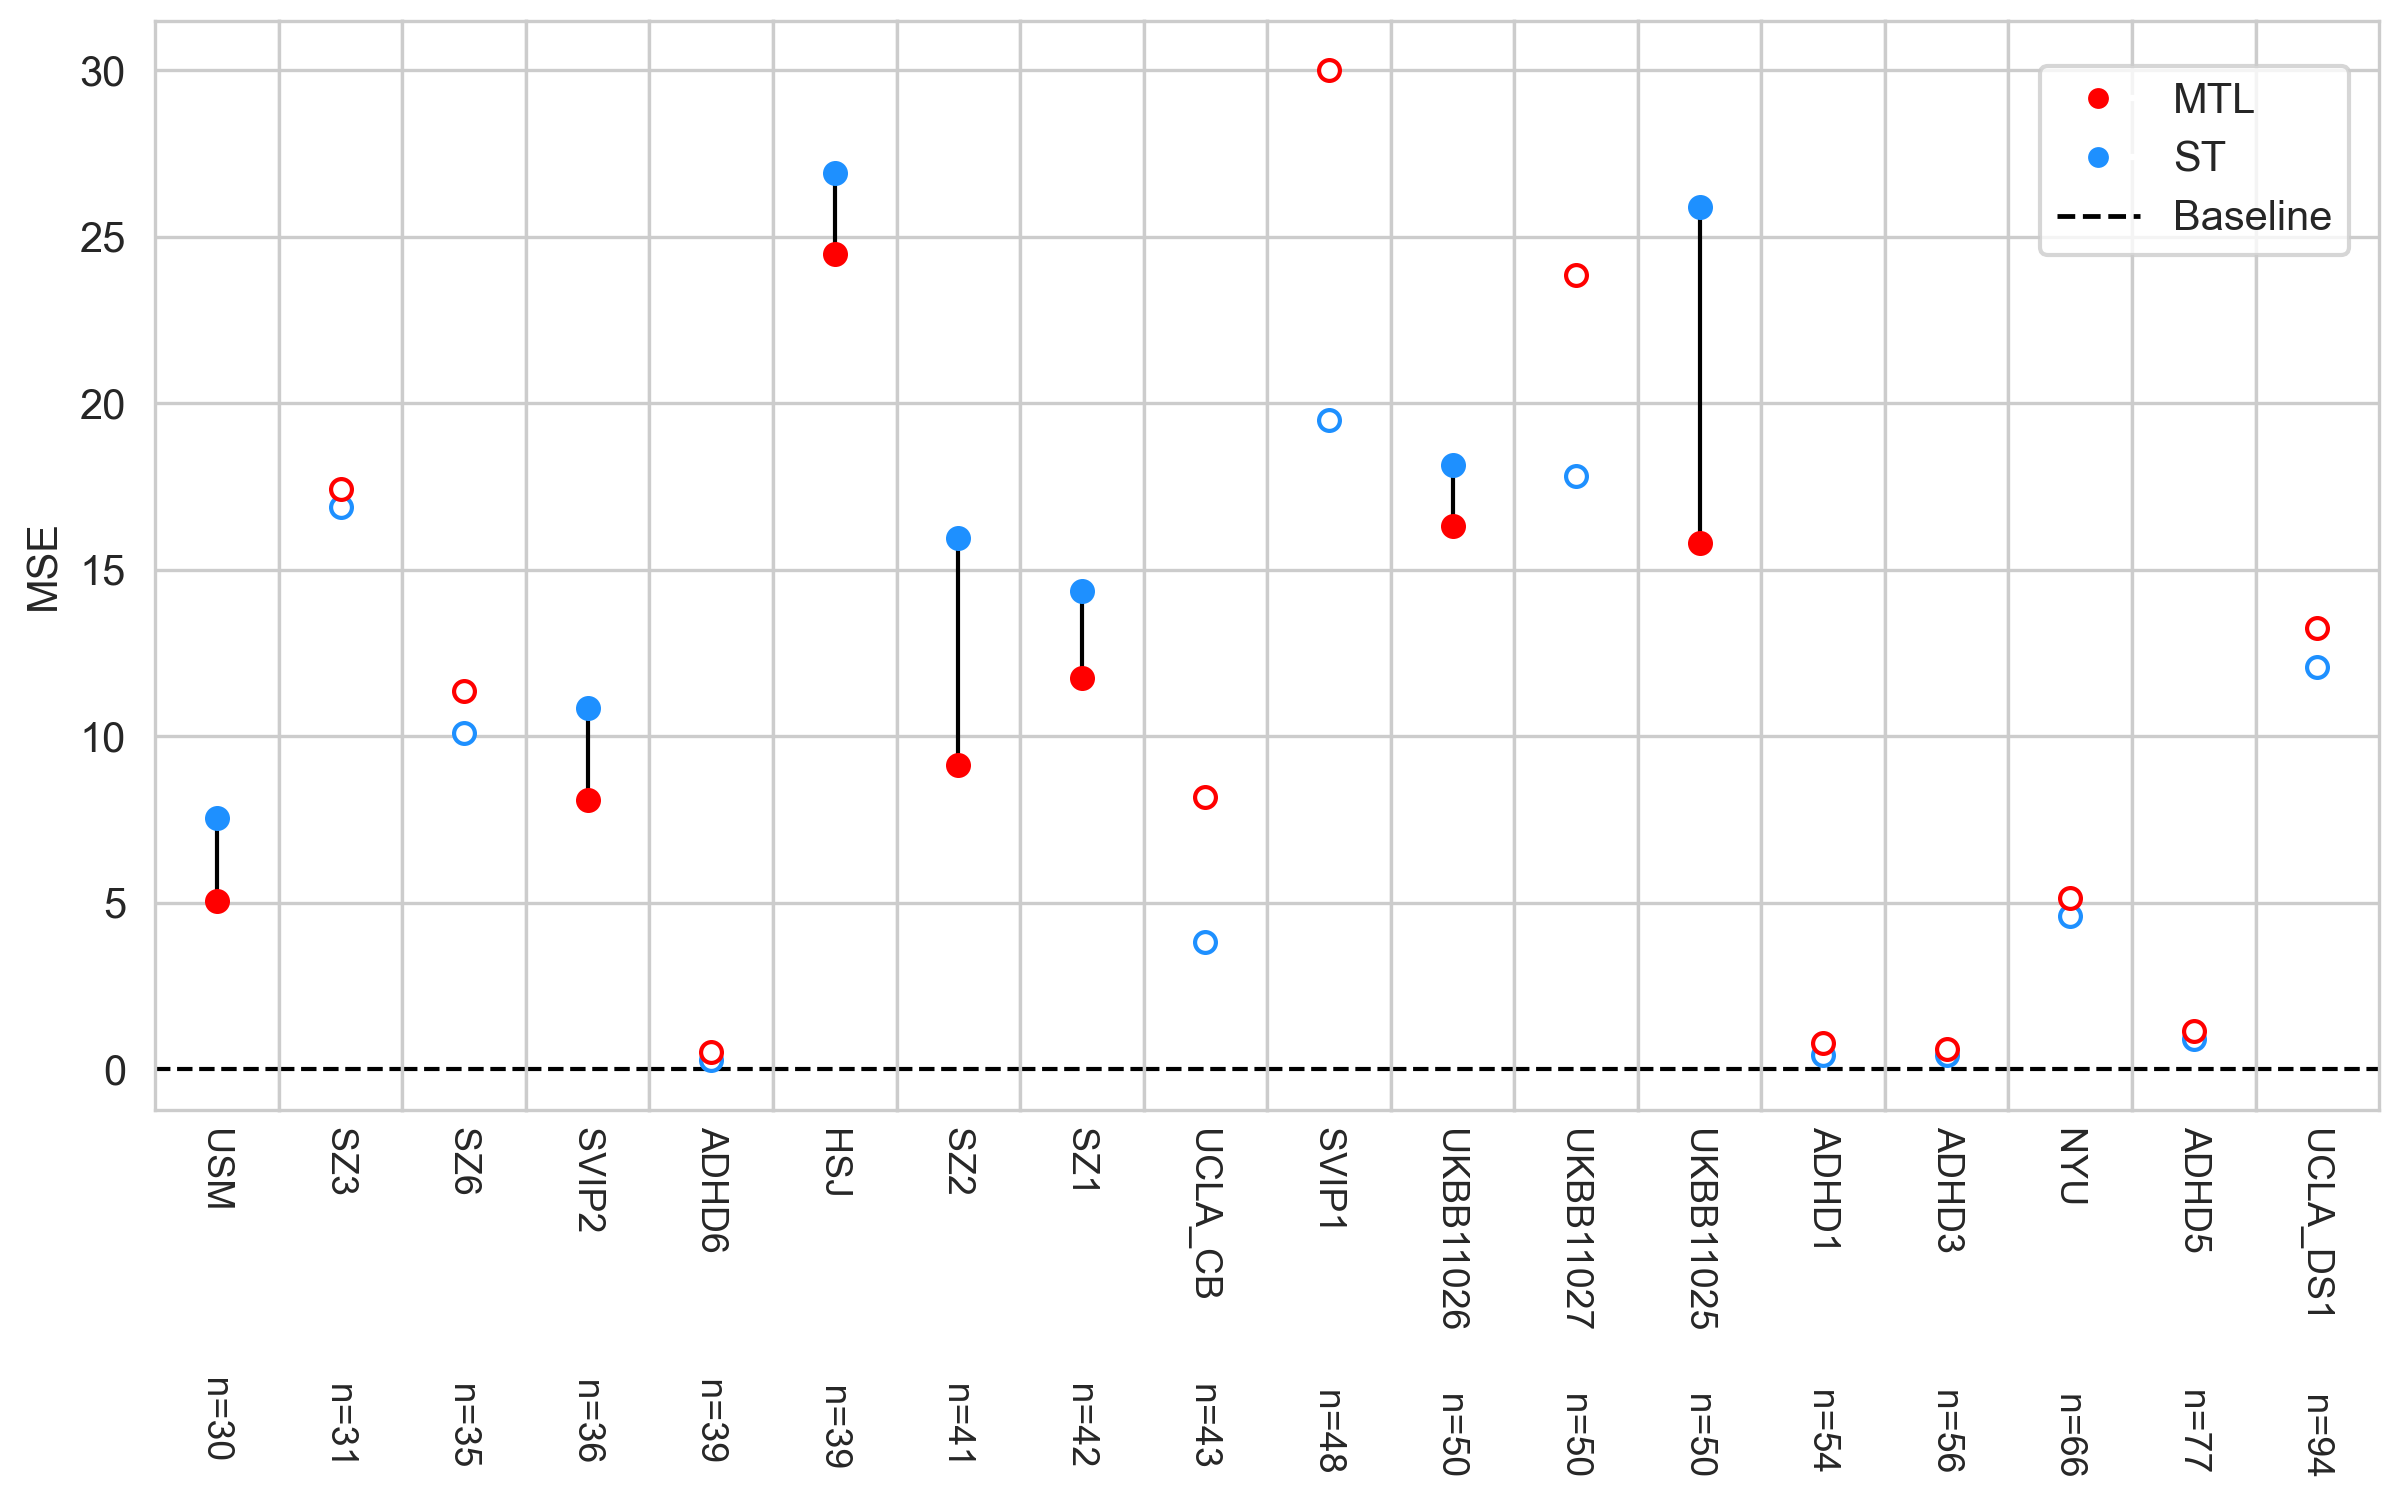 30
25
20
15
10
5
0
MSE
MTL
ST
Baseline
USM n=30
SZ3 n=31
SZ6 n=35
SVIP2 n=36
ADHD6 n=39
HSJ n=39
SZ2 n=41
SZ1 n=42
UCLA_CB n=43
SVIP1 n=48
UKBB11026 n=50
UKBB11027 n=50
UKBB11025 n=50
ADHD1 n=54
ADHD3 n=56
NYU n=66
ADHD5 n=77
UCLA_DS1 n=94